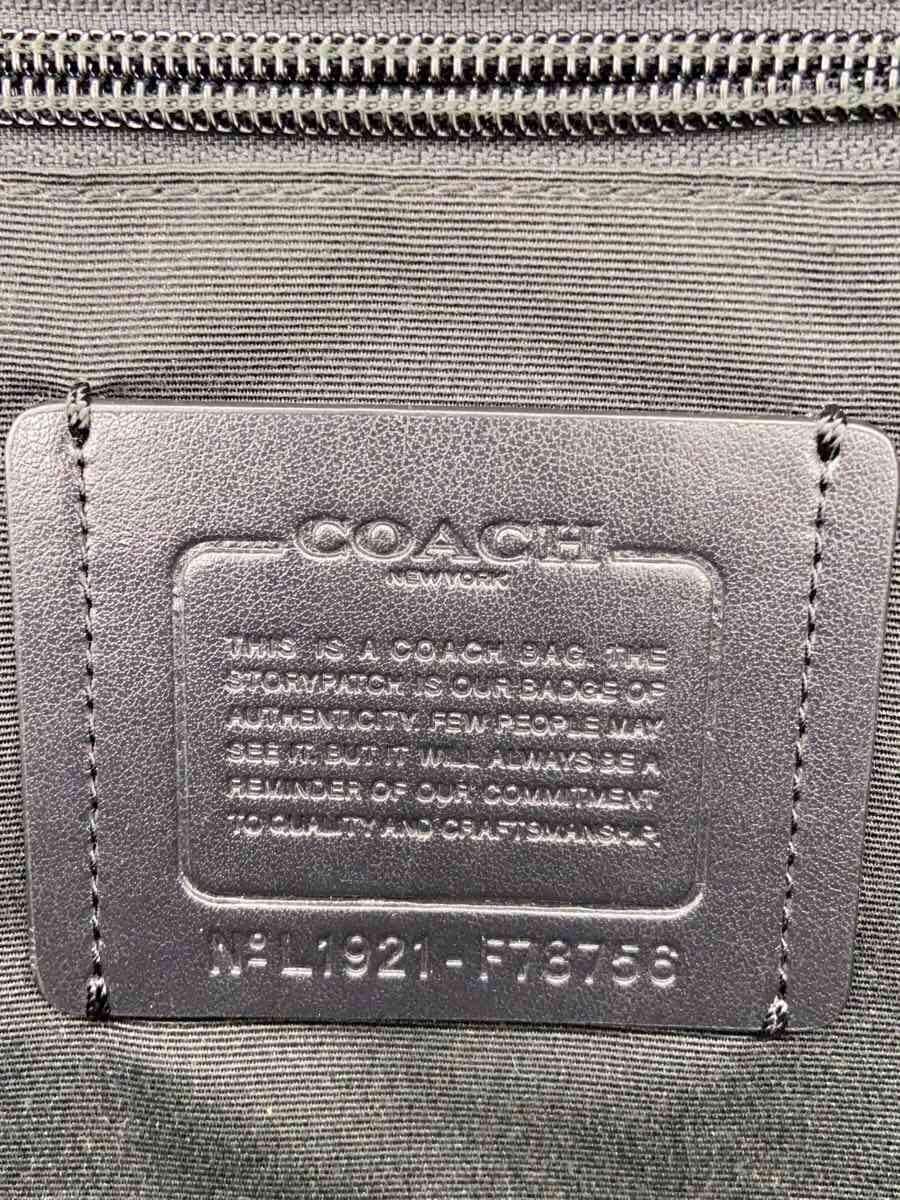 COACH
NEW YORK
THIS IS A COACH BAG. THE
STORYPATCH IS OUR BADGE OF
AUTHENTICITY. FEW PEOPLE MAY
SEE IT. BUT IT WILL ALWAYS BE A
REMINDER OF OUR COMMITMENT
TO QUALITY AND CRAFTSMANSHIP.
Nº L1921-F73756